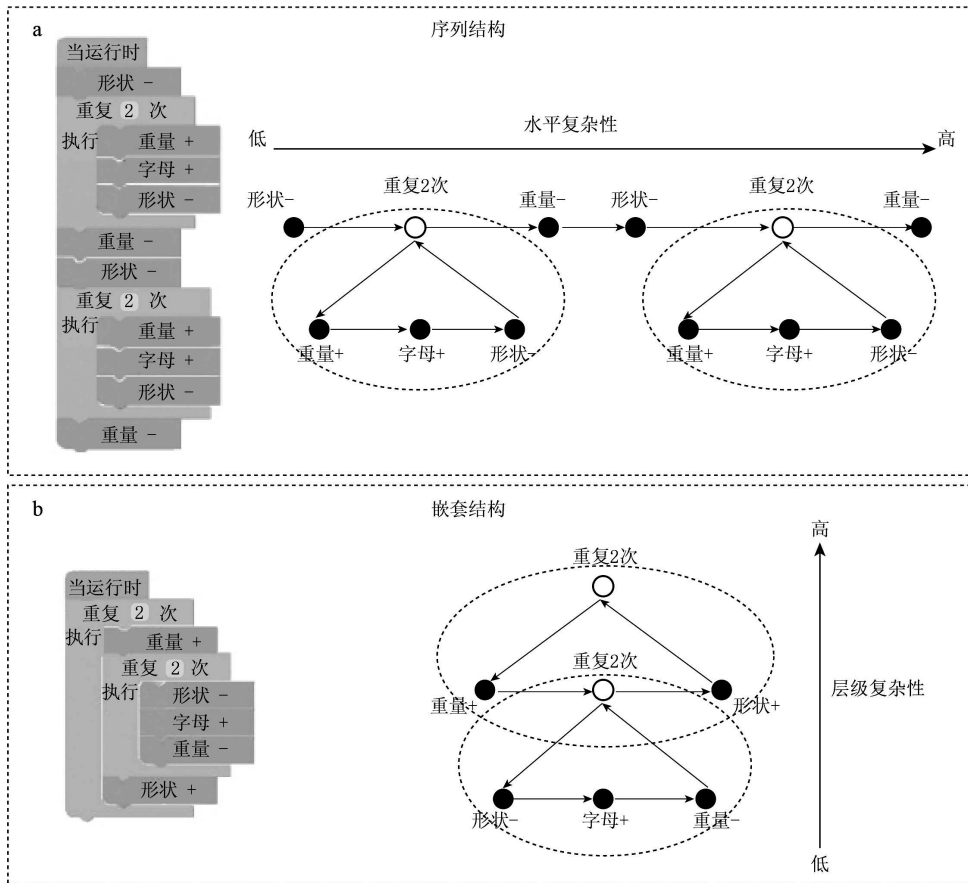 a
序列结构
当运行时
形状 -
重复 2 次
执行
重量 +
字母 +
形状 -
重量 -
形状 -
重复 2 次
执行
重量 +
字母 +
形状 -
重量 -
低
水平复杂性
高
形状-
重复2次
重量-
形状-
重复2次
重量-
重量+
字母+
形状-
重量+
字母+
形状-
b
嵌套结构
当运行时
重复 2 次
执行
重量 +
重复 2 次
执行
形状 -
字母 +
重量 -
形状 +
重复2次
重复2次
重量+
形状+
形状-
字母+
重量-
高
层级复杂性
低